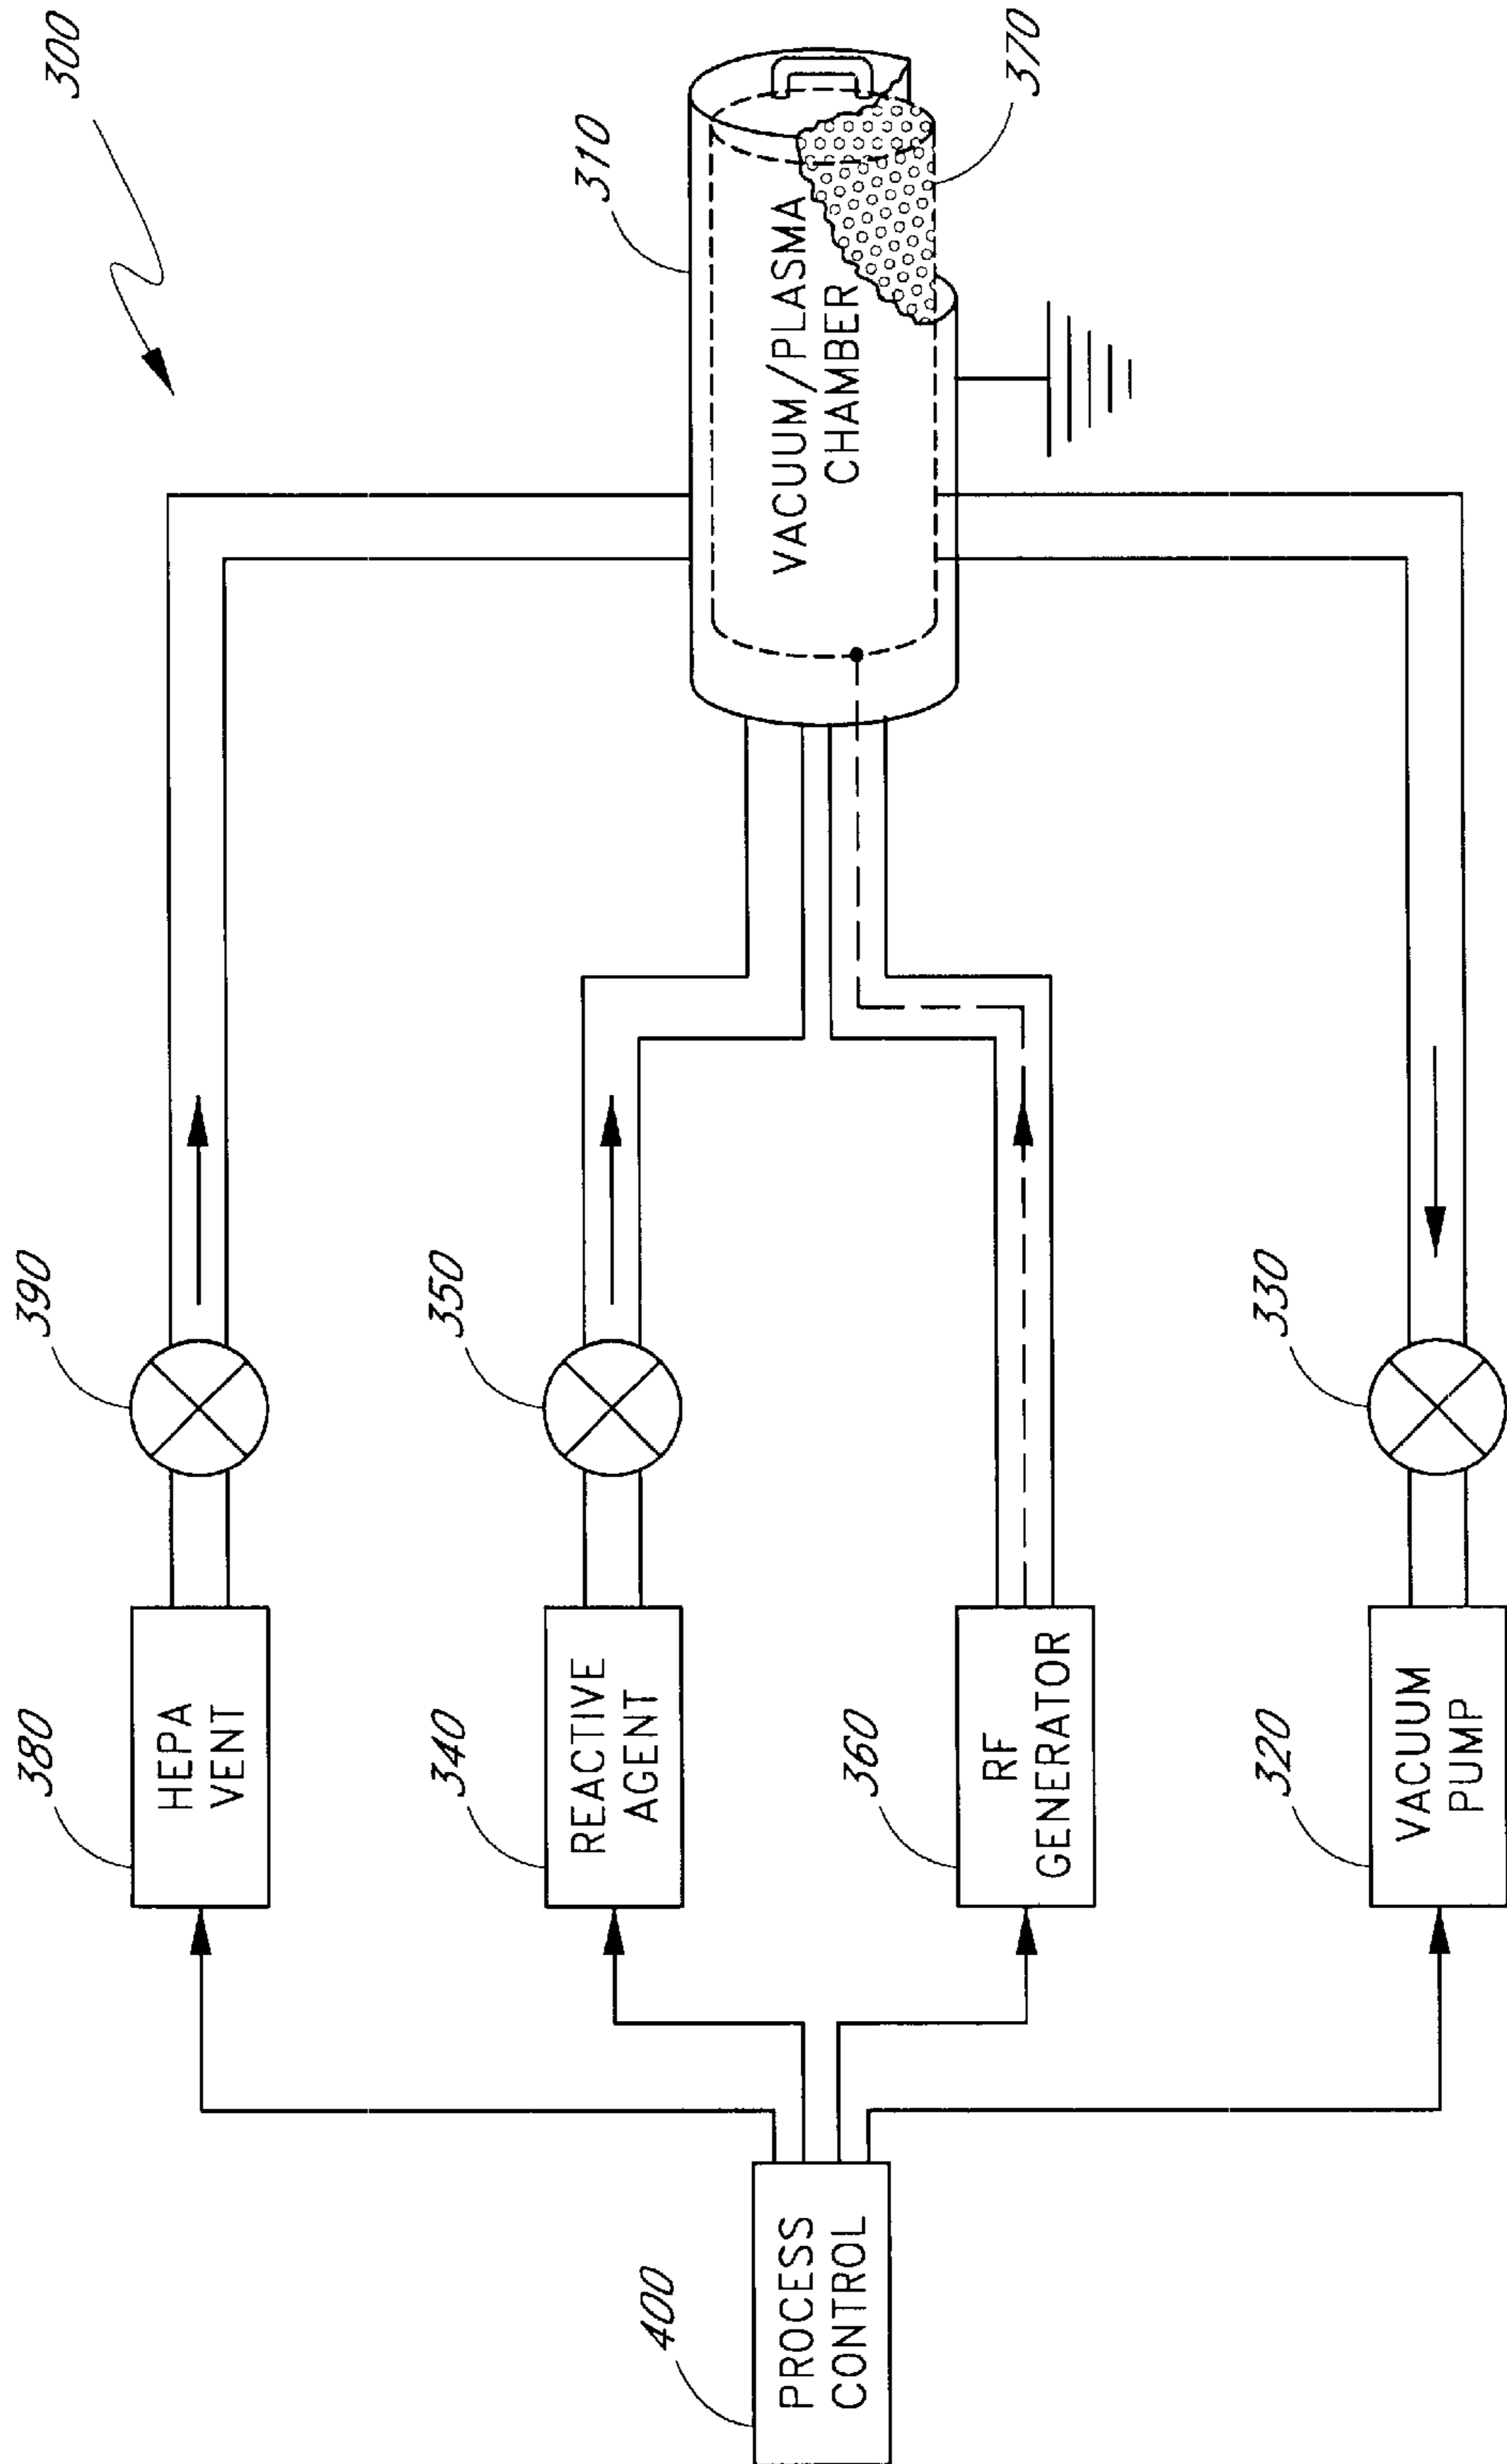 300
310
VACUUM/PLASMA
CHAMBER
370
390
350
330
380
HEPA
VENT
340
REACTIVE
AGENT
360
RF
GENERATOR
320
VACUUM
PUMP
400
PROCESS
CONTROL